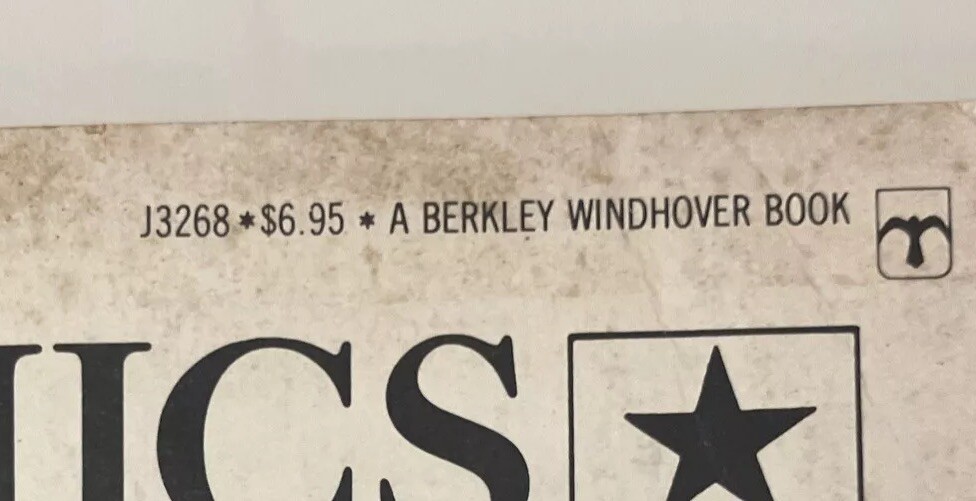 J3268*$6.95 * A BERKLEY WINDHOVER BOOK
ICS